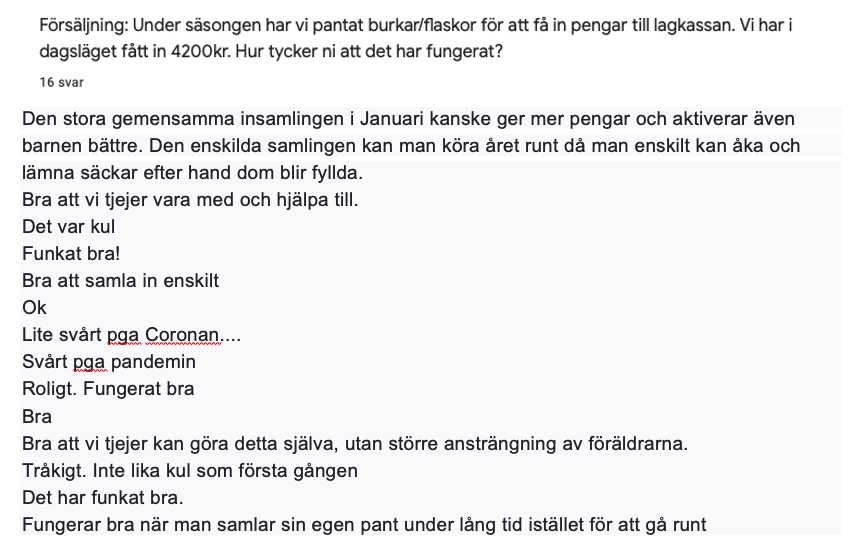 Försäljning: Under säsongen har vi pantat burkar/flaskor för att få in pengar till lagkassan. Vi har i
dagsläget fått in 4200kr. Hur tycker ni att det har fungerat?
16 svar
Den stora gemensamma insamlingen i Januari kanske ger mer pengar och aktiverar även
barnen bättre. Den enskilda samlingen kan man köra året runt då man enskilt kan åka och
lämna säckar efter hand dom blir fyllda.
Bra att vi tjejer vara med och hjälpa till.
Det var kul
Funkat bra!
Bra att samla in enskilt
Ok
Lite svårt pga Coronan....
Svårt pga pandemin
Roligt. Fungerat bra
Bra
Bra att vi tjejer kan göra detta själva, utan större ansträngning av föräldrarna.
Tråkigt. Inte lika kul som första gången
Det har funkat bra.
Fungerar bra när man samlar sin egen pant under lång tid istället för att gå runt